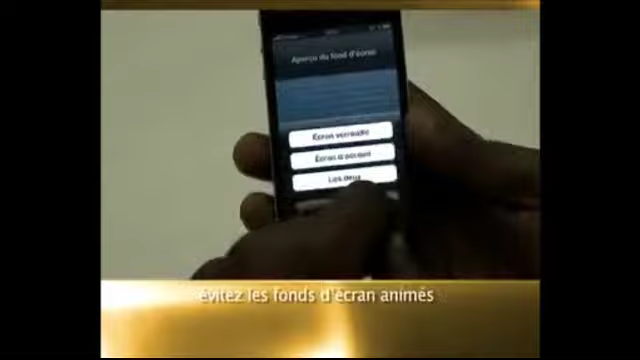 Aperçu du fond d'écran
Écran verrouillé
Écran d'accueil
Les deux
évitez les fonds d'écran animés